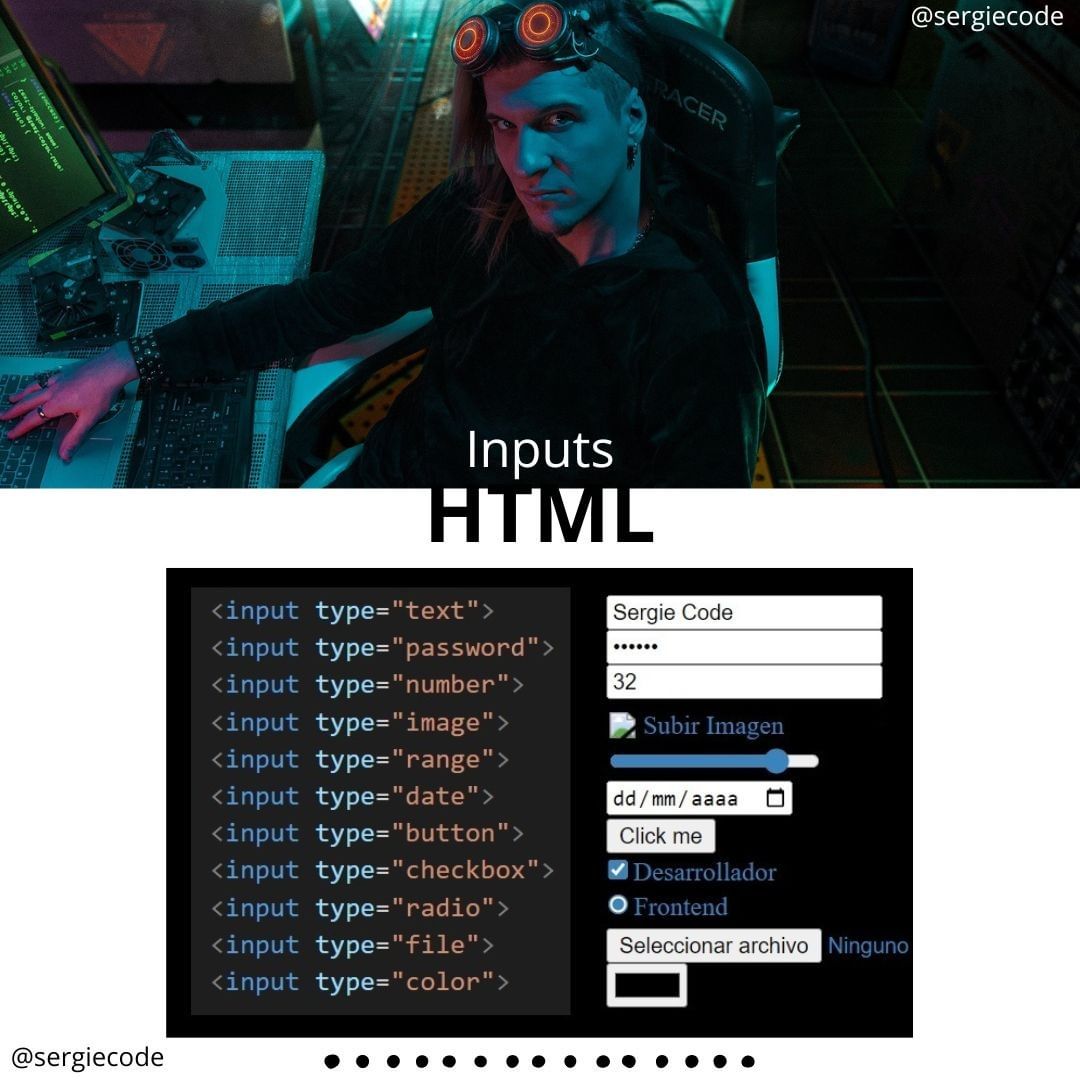 @sergiecode
RACER
Inputs
HTML
<input type="text">
<input type="password">
<input type="number">
<input type="image">
<input type="range">
<input type="date">
<input type="button">
<input type="checkbox">
<input type="radio">
<input type="file">
<input type="color">
Sergie Code
••••••
32
Subir Imagen
dd/mm/aaaa
Click me
Desarrollador
Frontend
Seleccionar archivo Ninguno
@sergiecode